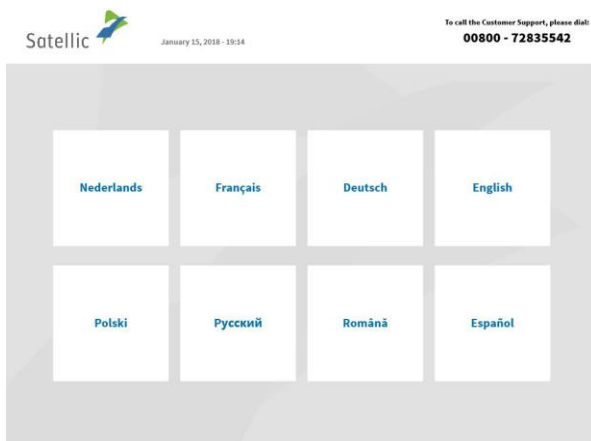 To call the Customer Support, please dial:
Satellic
January 15, 2018 - 19:14
00800 - 72835542
Nederlands
Français
Deutsch
English
Polski
Русский
Română
Español